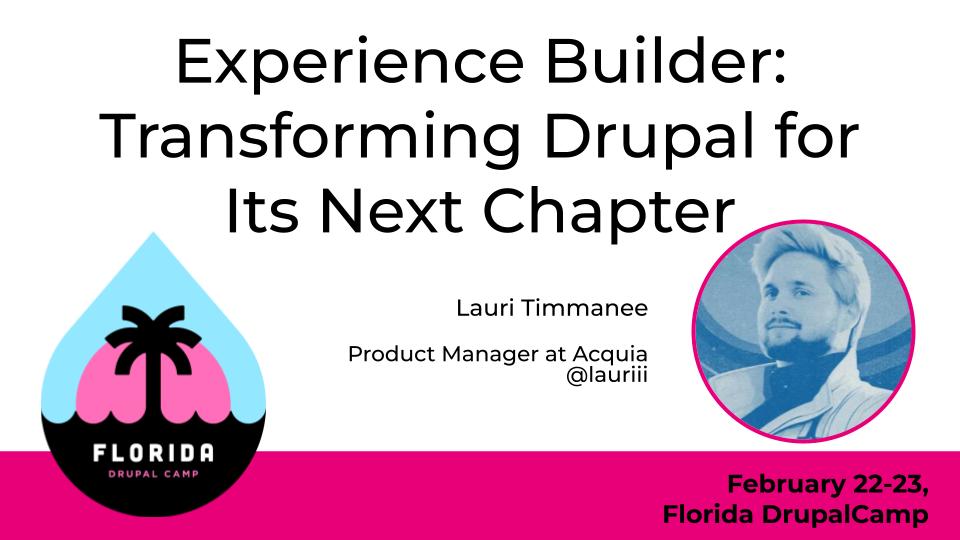 Experience Builder:
Transforming Drupal for
Its Next Chapter
Lauri Timmanee
Product Manager at Acquia
@lauriii
FLORIDA
DRUPAL CAMP
February 22-23,
Florida DrupalCamp